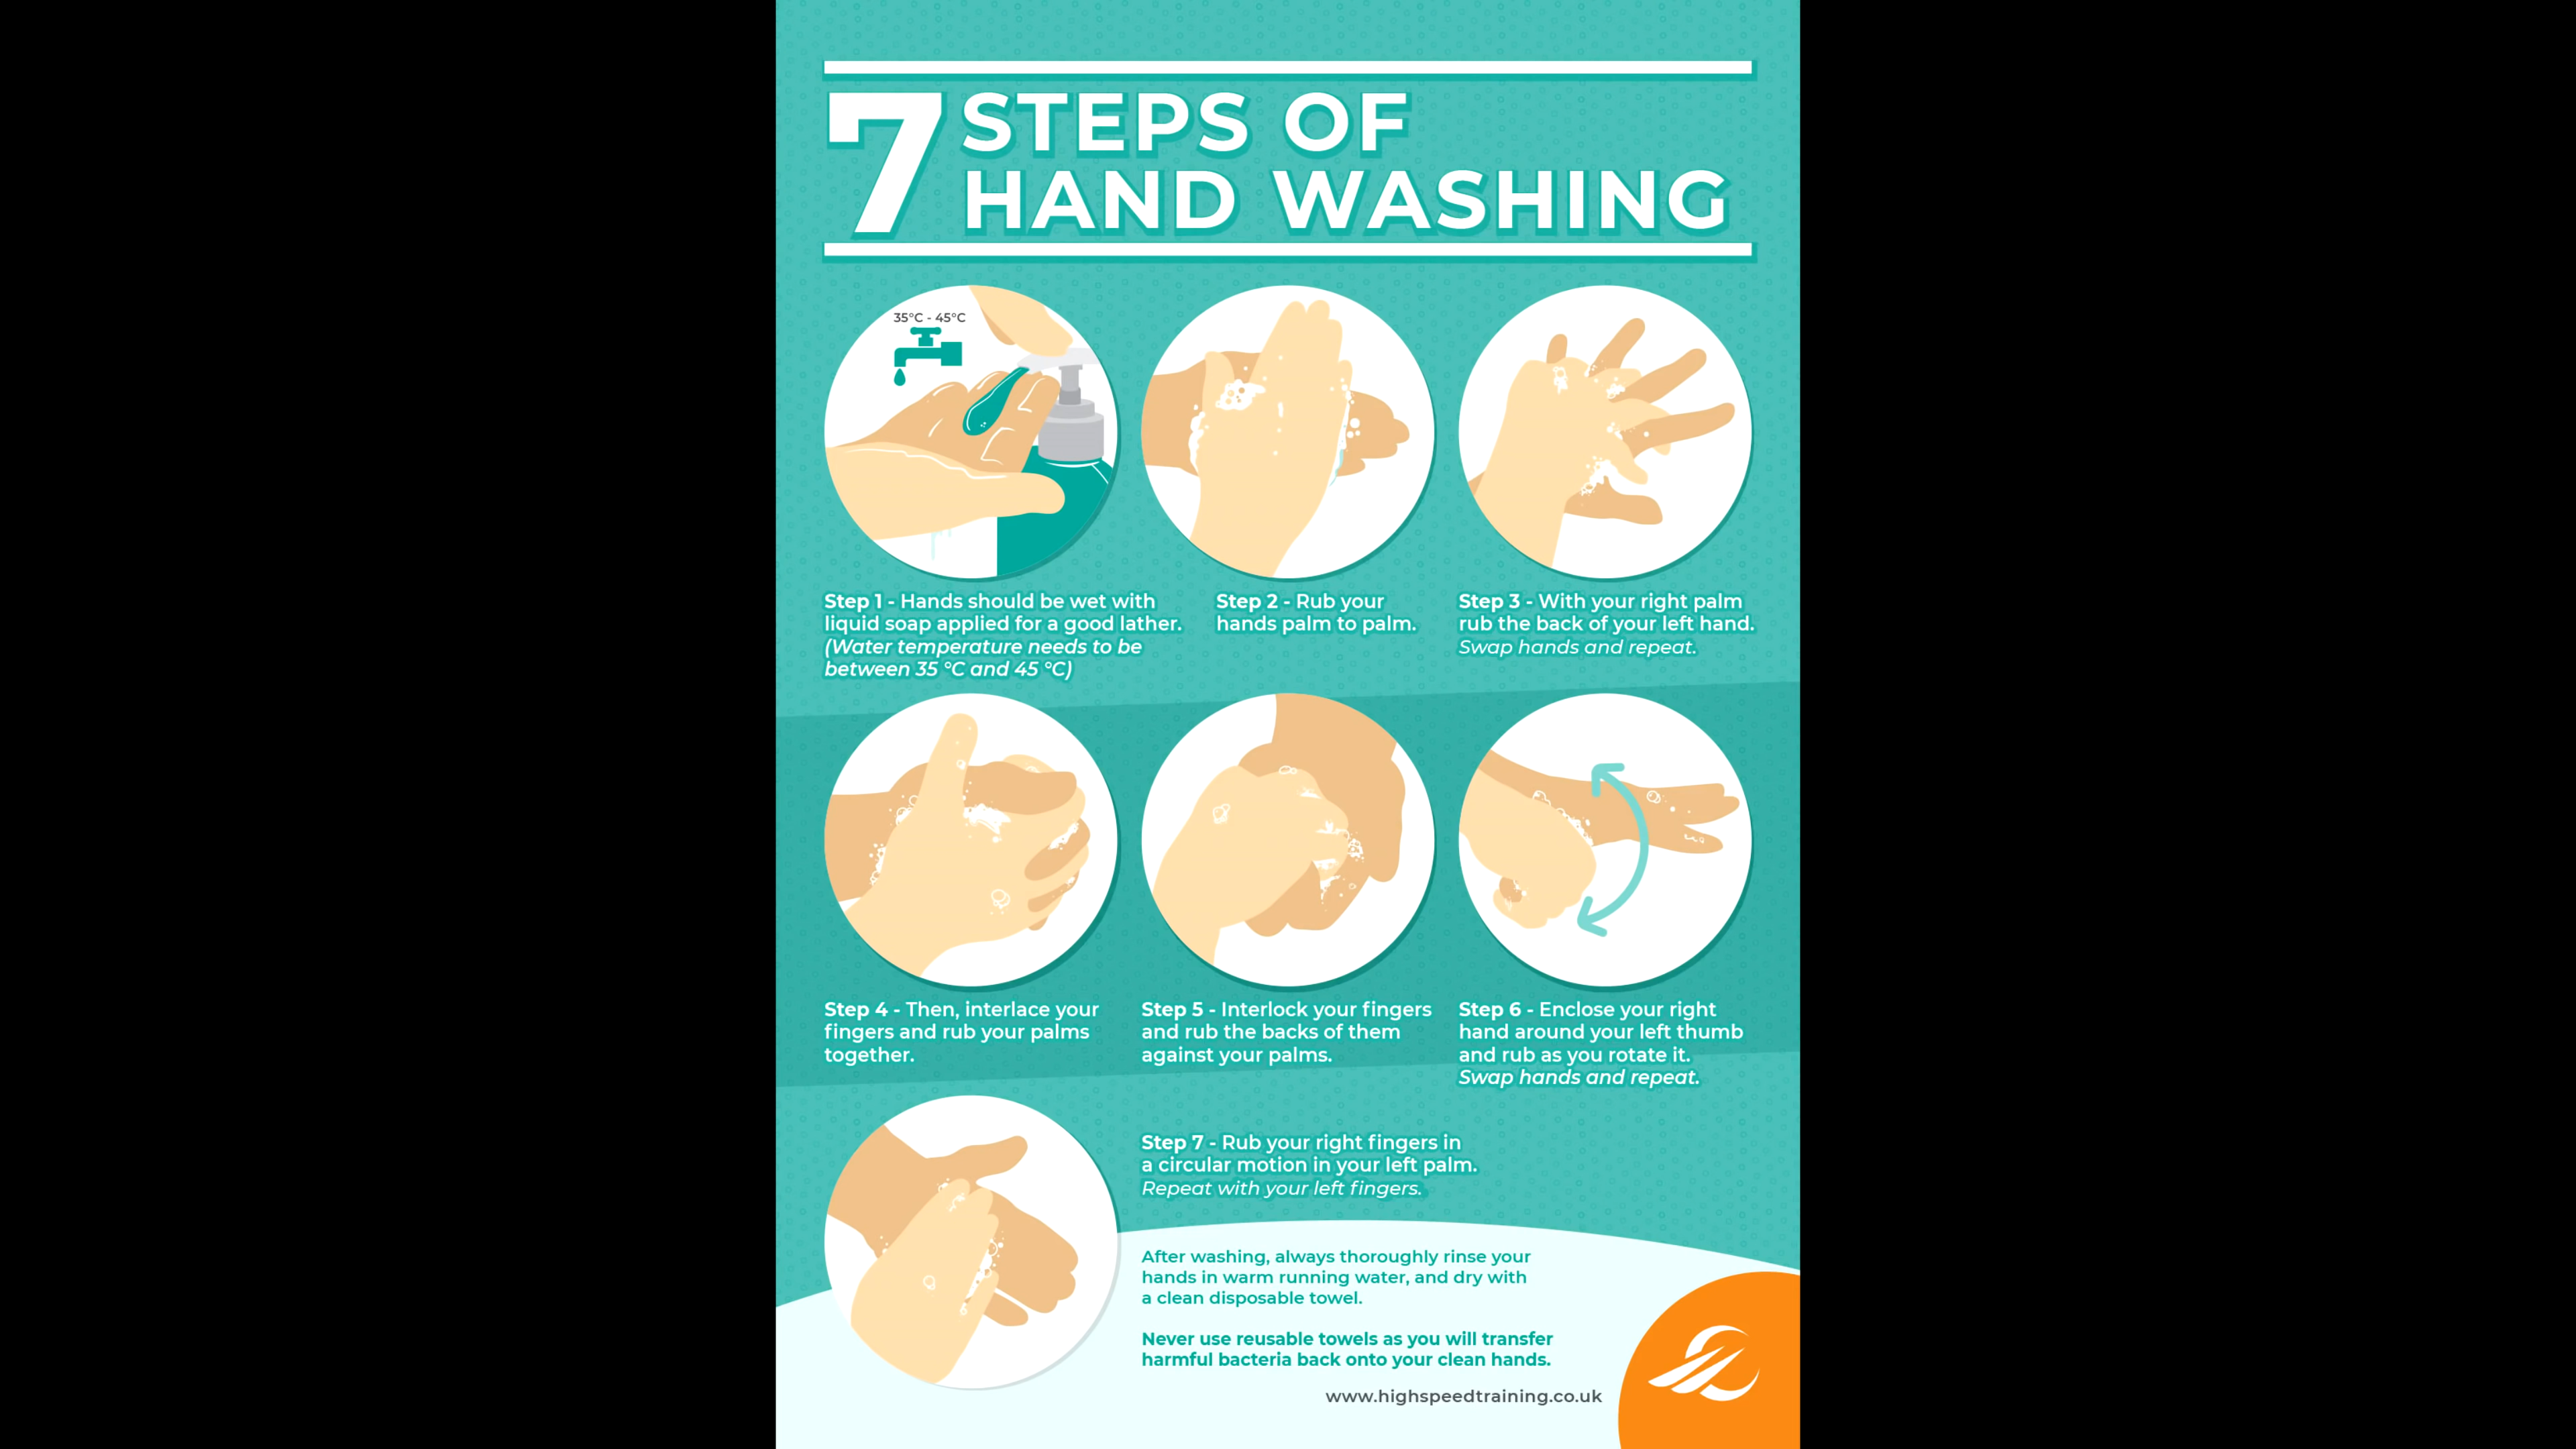 7 STEPS OF
HAND WASHING
35°C - 45°C
Step 1 - Hands should be wet with
liquid soap applied for a good lather.
(Water temperature needs to be
between 35 °C and 45 °C)
Step 2 - Rub your
hands palm to palm.
Step 3 - With your right palm
rub the back of your left hand.
Swap hands and repeat.
Step 4 - Then, interlace your
fingers and rub your palms
together.
Step 5 - Interlock your fingers
and rub the backs of them
against your palms.
Step 6 - Enclose your right
hand around your left thumb
and rub as you rotate it.
Swap hands and repeat.
Step 7 - Rub your right fingers in
a circular motion in your left palm.
Repeat with your left fingers.
After washing, always thoroughly rinse your
hands in warm running water, and dry with
a clean disposable towel.
Never use reusable towels as you will transfer
harmful bacteria back onto your clean hands.
www.highspeedtraining.co.uk